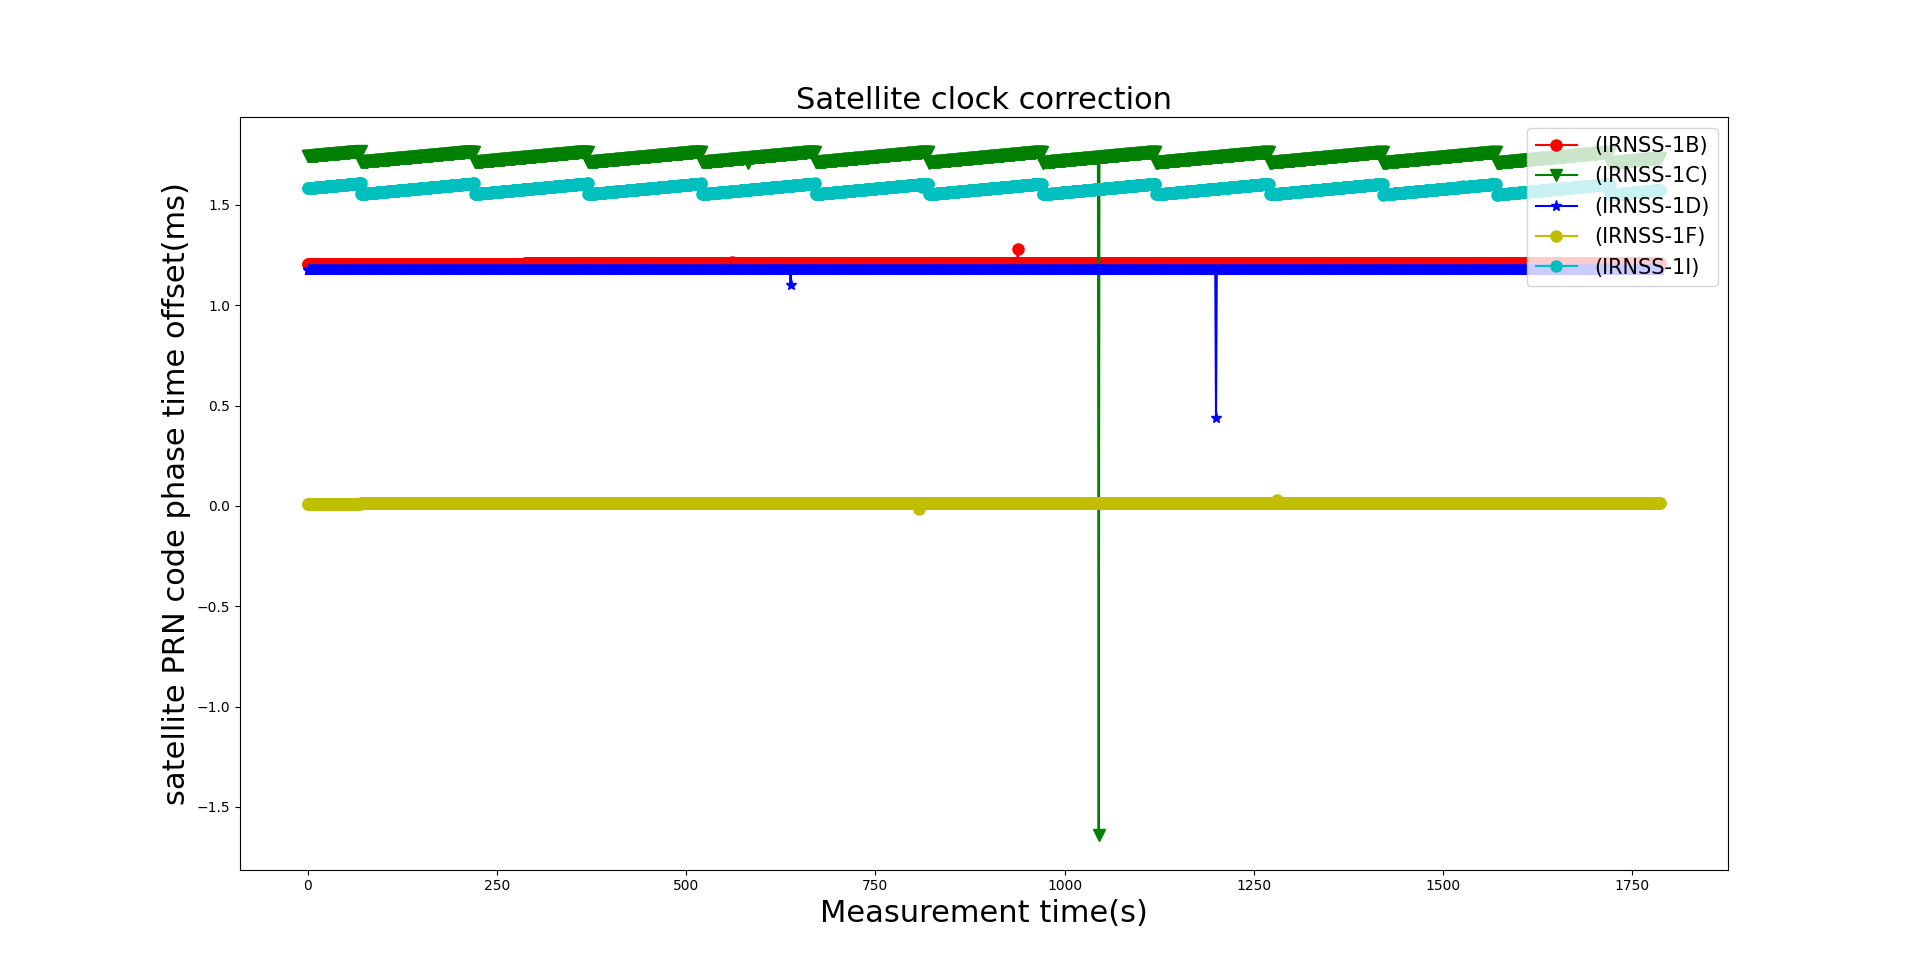 Satellite clock correction
(IRNSS-1B)
(IRNSS-1C)
(IRNSS-1D)
(IRNSS-1F)
(IRNSS-1I)
satellite PRN code phase time offset(ms)
1.5
1.0
0.5
0.0
−0.5
−1.0
−1.5
0 250 500 750 1000 1250 1500 1750
Measurement time(s)